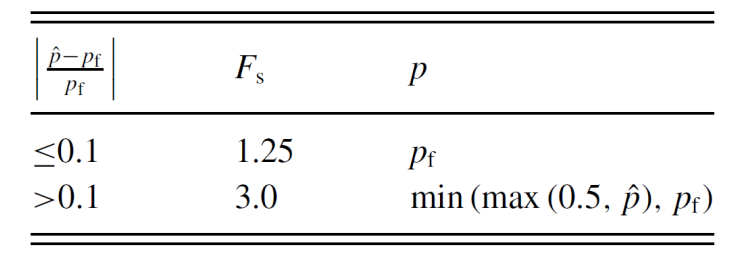 |p̂−p_f / p_f| F_s p
≤0.1 1.25 p_f
>0.1 3.0 min (max (0.5, p̂), p_f)